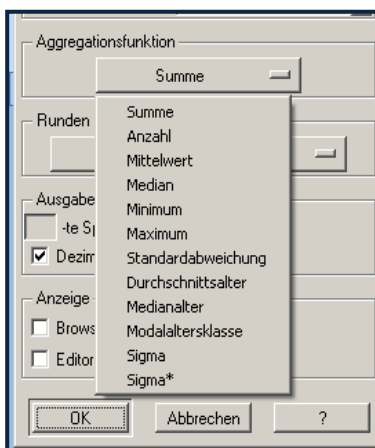 Aggregationsfunktion
Summe
Summe
Anzahl
Mittelwert
Median
Minimum
Maximum
Standardabweichung
Durchschnittsalter
Medianalter
Modalaltersklasse
Sigma
Sigma*
Runden
Ausgabe
-te Sp
Dezim
Anzeige
Brows
Editor
OK Abbrechen ?